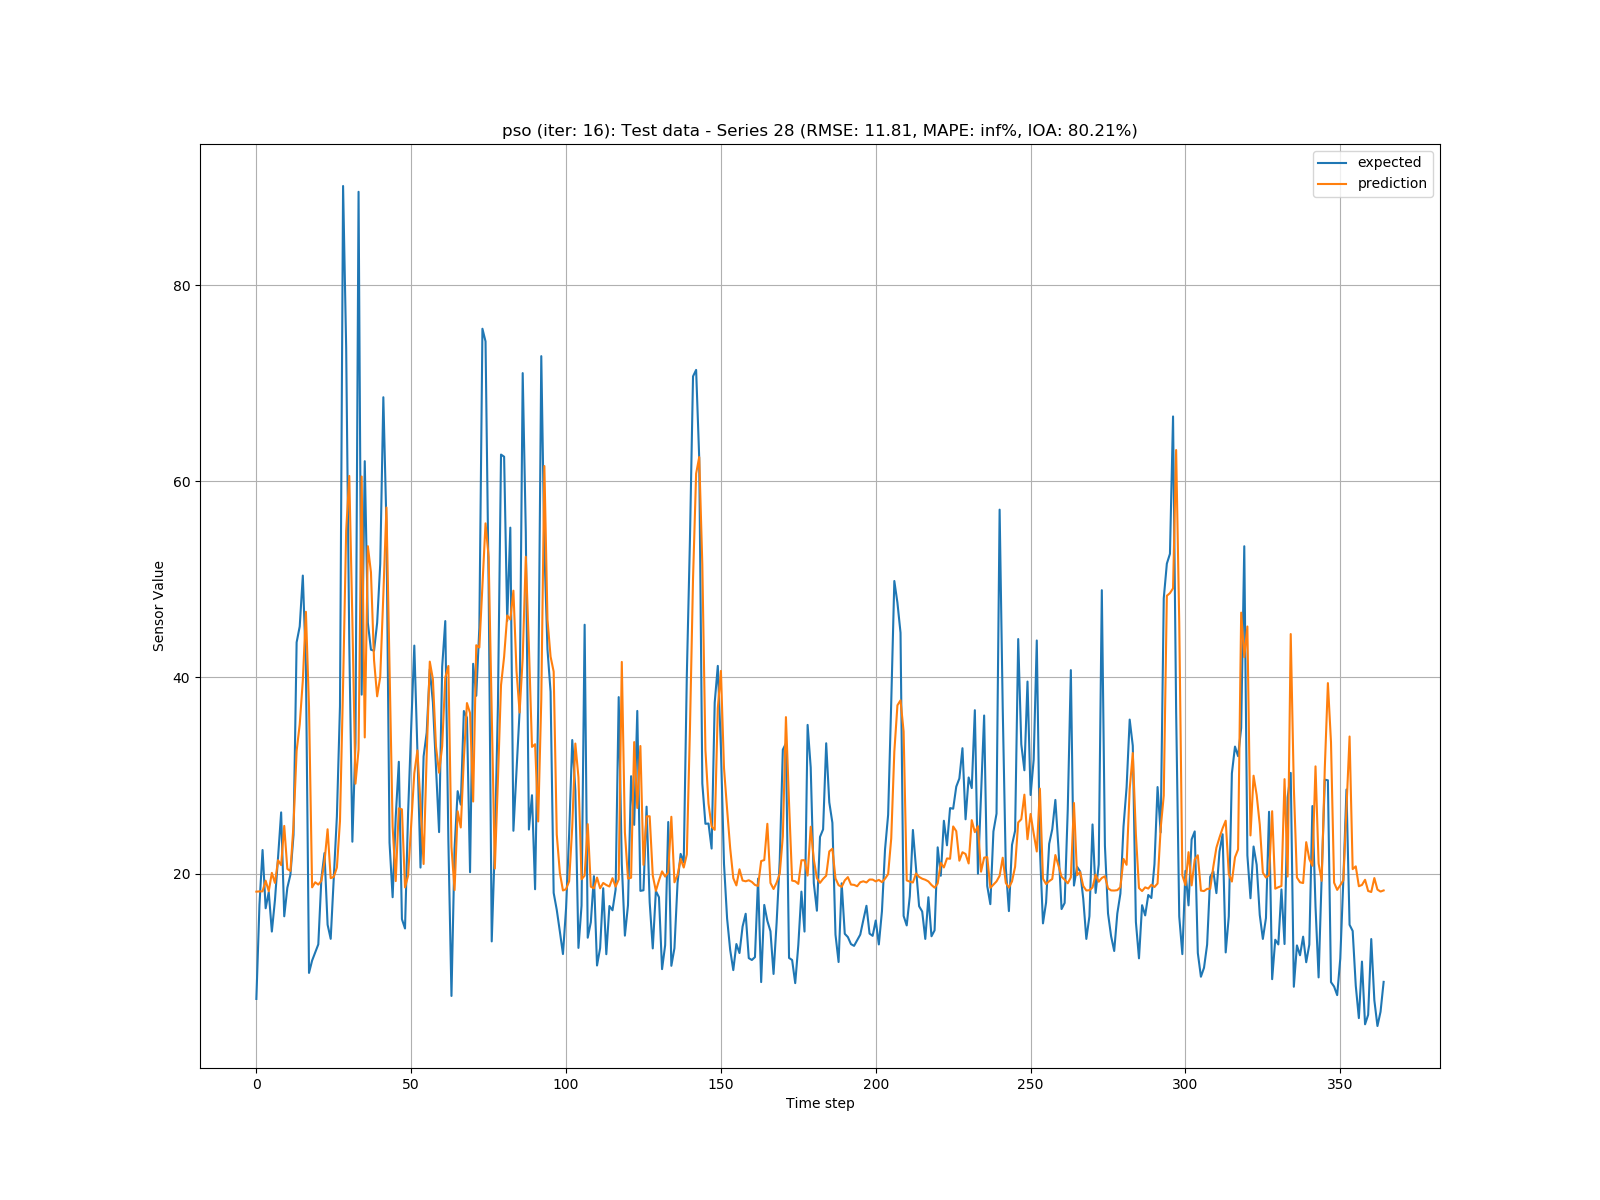 pso (iter: 16): Test data - Series 28 (RMSE: 11.81, MAPE: inf%, IOA: 80.21%)
expected
prediction
80
60
40
20
Sensor Value
0 50 100 150 200 250 300 350
Time step